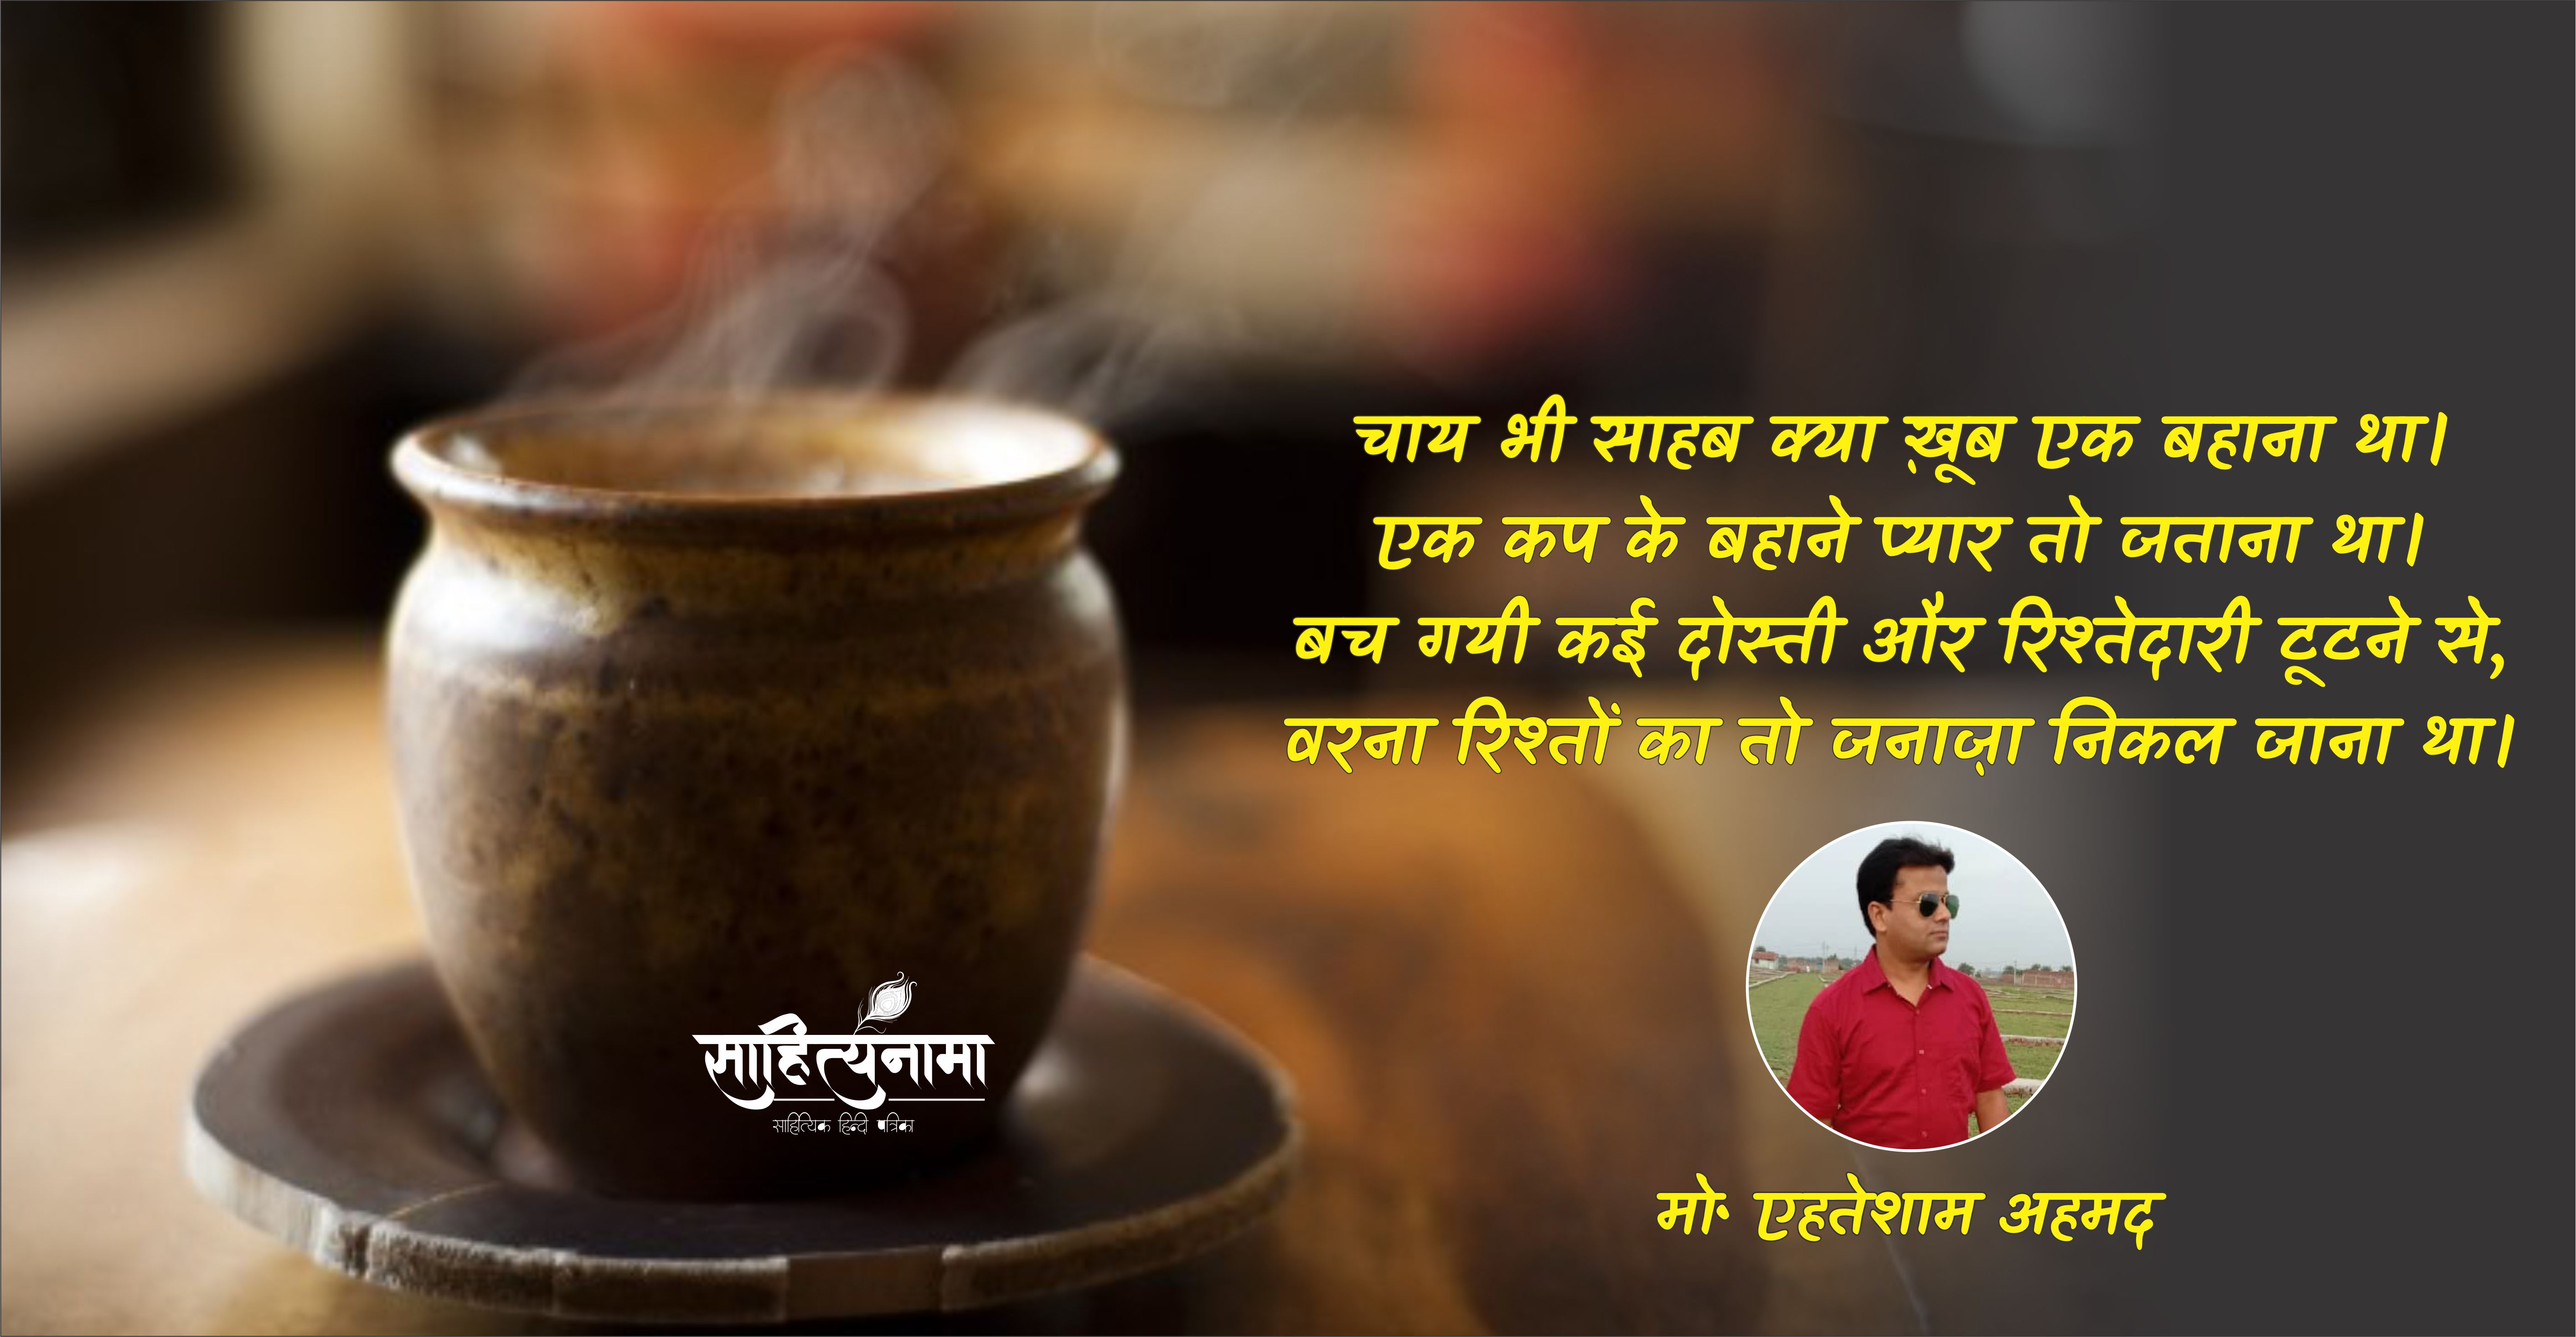 चाय भी साहब क्या ख़ूब एक बहाना था।
एक कप के बहाने प्यार तो जताना था।
बच गयी कई दोस्ती और रिश्तेदारी टूटने से,
वरना रिश्तों का तो जनाज़ा निकल जाना था।
मो॰ एहतेशाम अहमद
साहित्यनामा
साहित्यिक हिन्दी पत्रिका